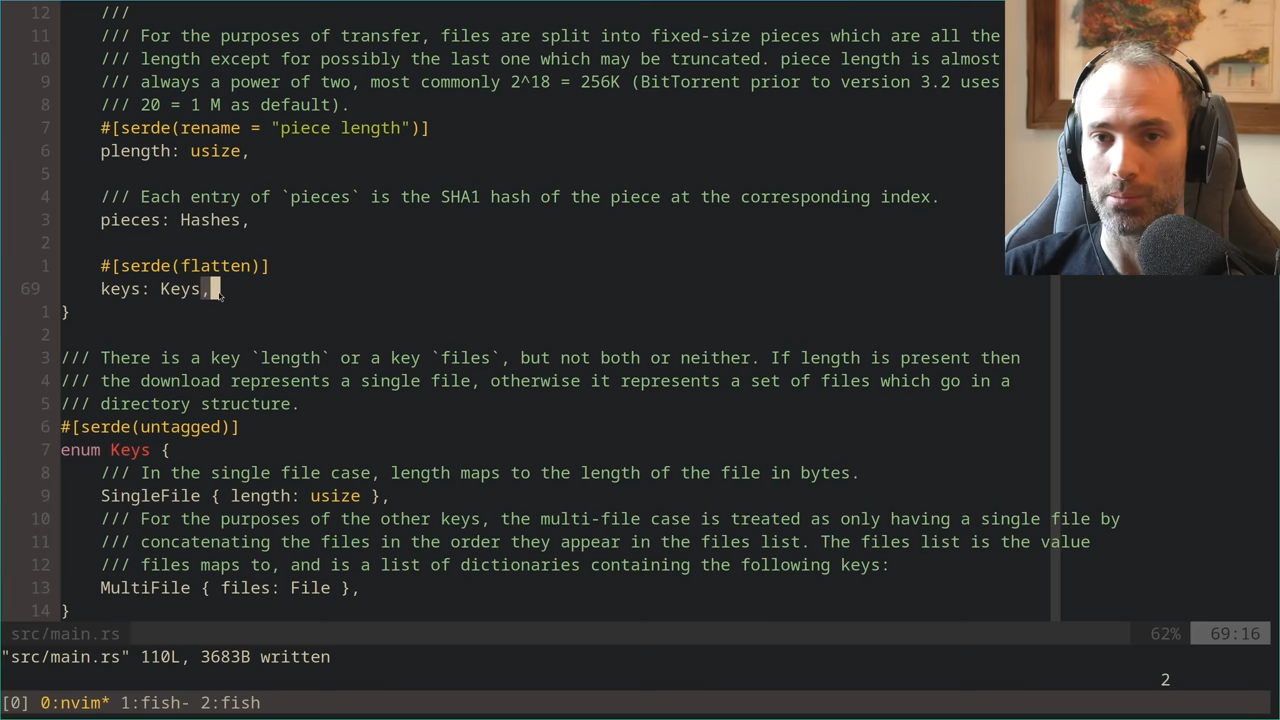 12 ///
11 /// For the purposes of transfer, files are split into fixed-size pieces which are all the
10 /// length except for possibly the last one which may be truncated. piece length is almost
9 /// always a power of two, most commonly 2^18 = 256K (BitTorrent prior to version 3.2 uses
8 /// 20 = 1 M as default).
7 #[serde(rename = "piece length")]
6 plength: usize,
5
4 /// Each entry of `pieces` is the SHA1 hash of the piece at the corresponding index.
3 pieces: Hashes,
2
1 #[serde(flatten)]
69 keys: Keys,
1 }
2
3 /// There is a key `length` or a key `files`, but not both or neither. If length is present then
4 /// the download represents a single file, otherwise it represents a set of files which go in a
5 /// directory structure.
6 #[serde(untagged)]
7 enum Keys {
8 /// In the single file case, length maps to the length of the file in bytes.
9 SingleFile { length: usize },
10 /// For the purposes of the other keys, the multi-file case is treated as only having a single file by
11 /// concatenating the files in the order they appear in the files list. The files list is the value
12 /// files maps to, and is a list of dictionaries containing the following keys:
13 MultiFile { files: File },
14 }
src/main.rs 62% 69:16
"src/main.rs" 110L, 3683B written
2
[0] 0:nvim* 1:fish- 2:fish